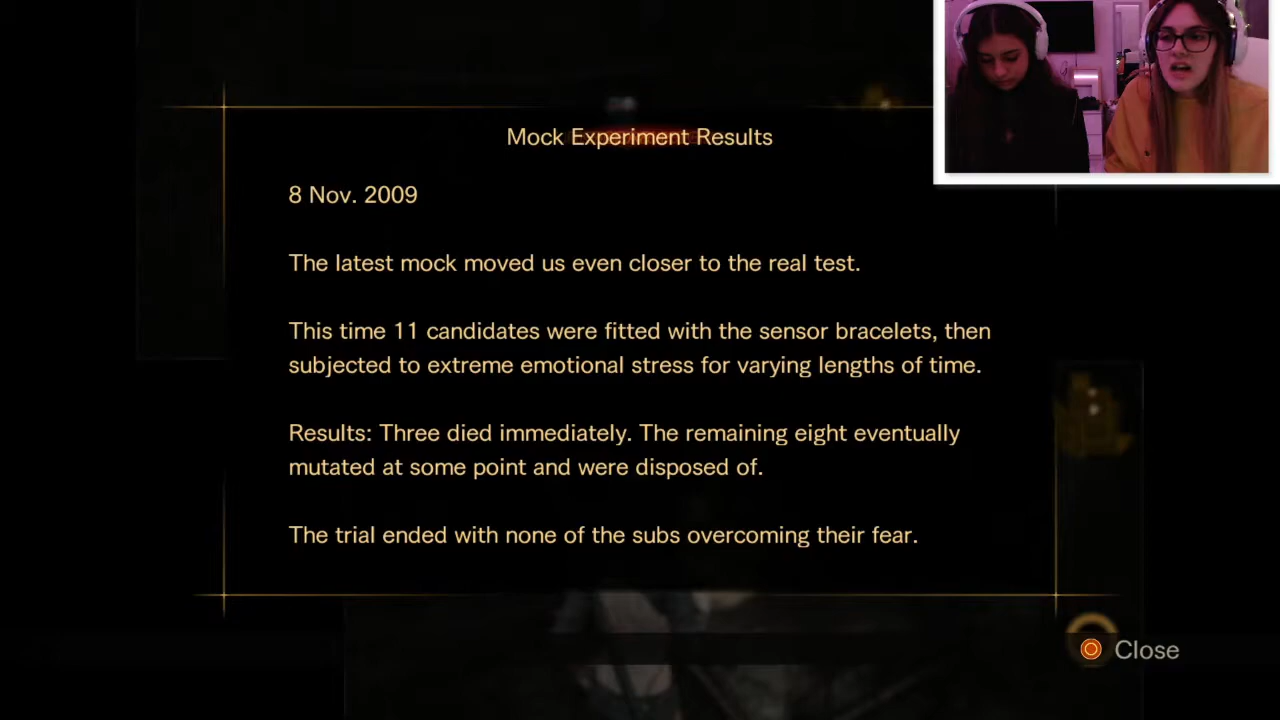 Mock Experiment Results
8 Nov. 2009
The latest mock moved us even closer to the real test.
This time 11 candidates were fitted with the sensor bracelets, then
subjected to extreme emotional stress for varying lengths of time.
Results: Three died immediately. The remaining eight eventually
mutated at some point and were disposed of.
The trial ended with none of the subs overcoming their fear.
Close